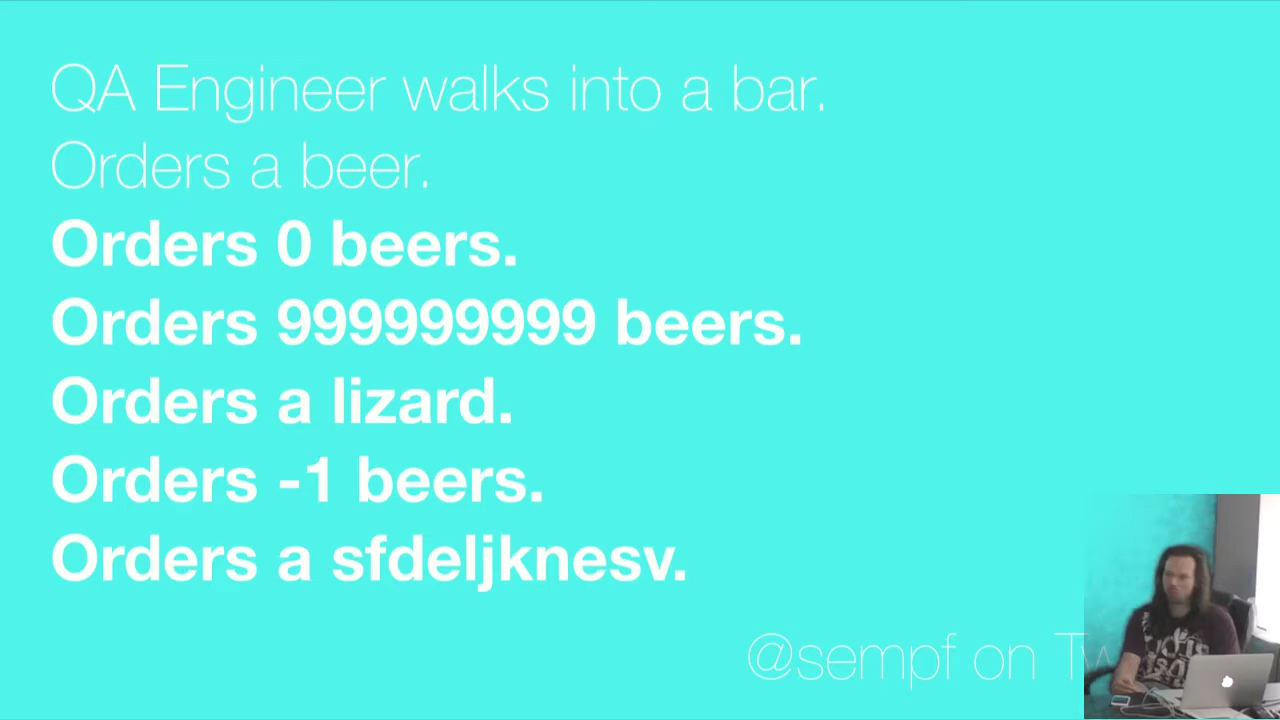 QA Engineer walks into a bar.
Orders a beer.
Orders 0 beers.
Orders 999999999 beers.
Orders a lizard.
Orders -1 beers.
Orders a sfdeljknesv.
@sempf on Tw